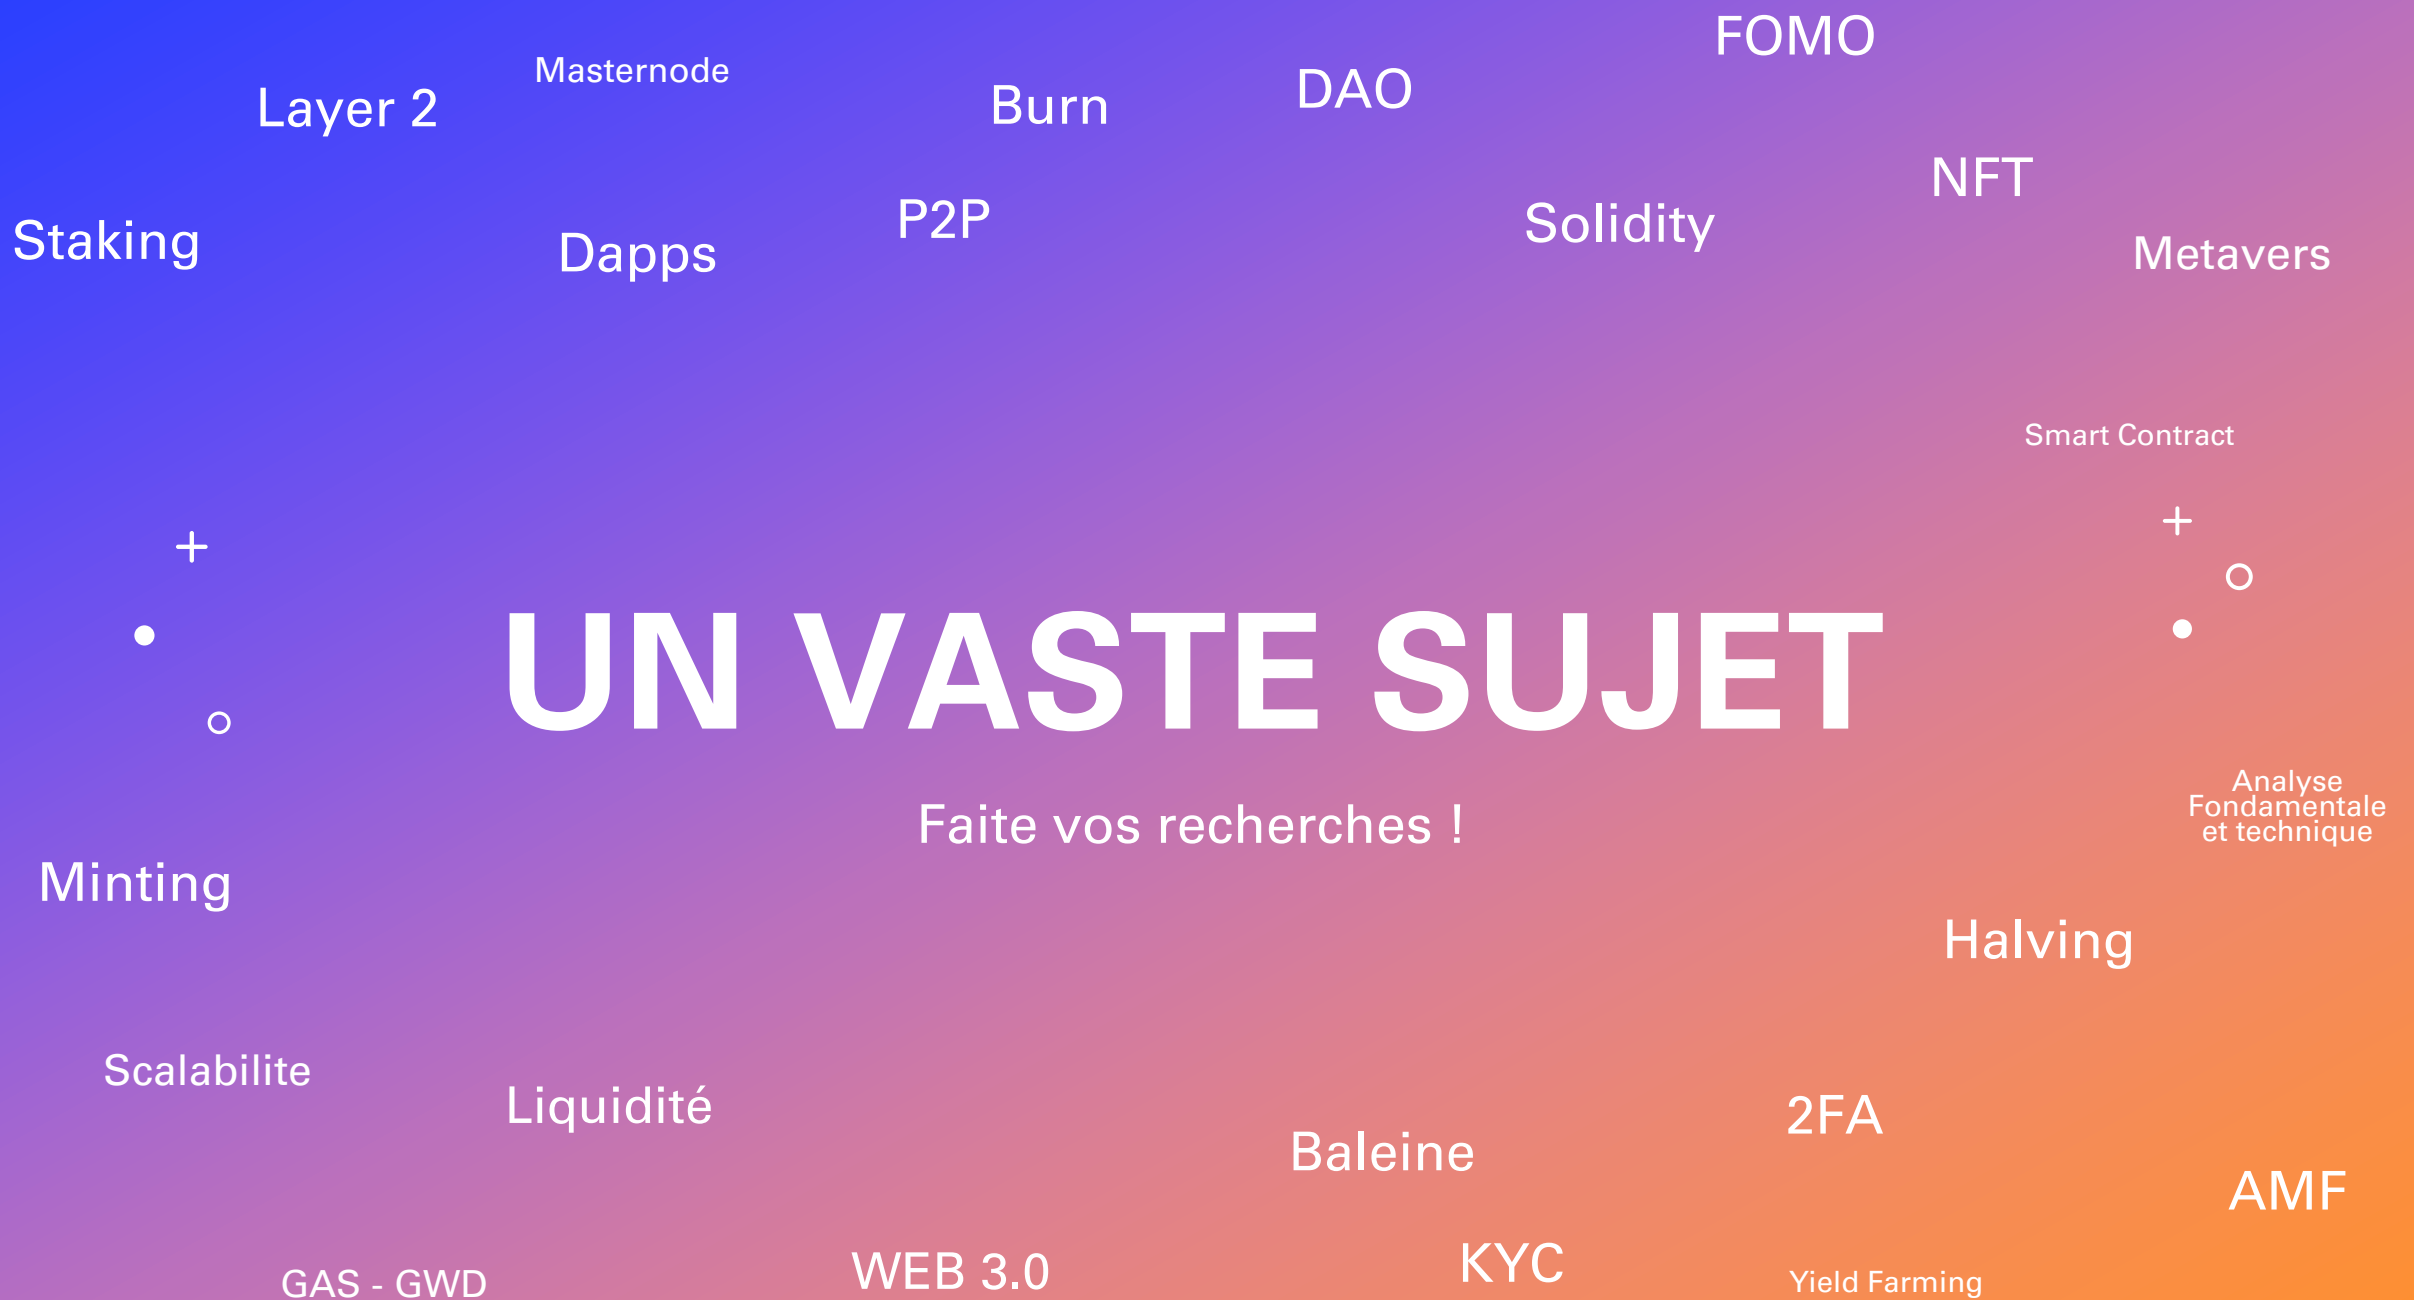 FOMO
Masternode
DAO
Layer 2
Burn
NFT
P2P
Solidity
Staking
Dapps
Metavers
Smart Contract
UN VASTE SUJET
Analyse
Fondamentale
et technique
Faite vos recherches !
Minting
Halving
Scalabilite
Liquidité
2FA
Baleine
AMF
KYC
WEB 3.0
GAS - GWD
Yield Farming